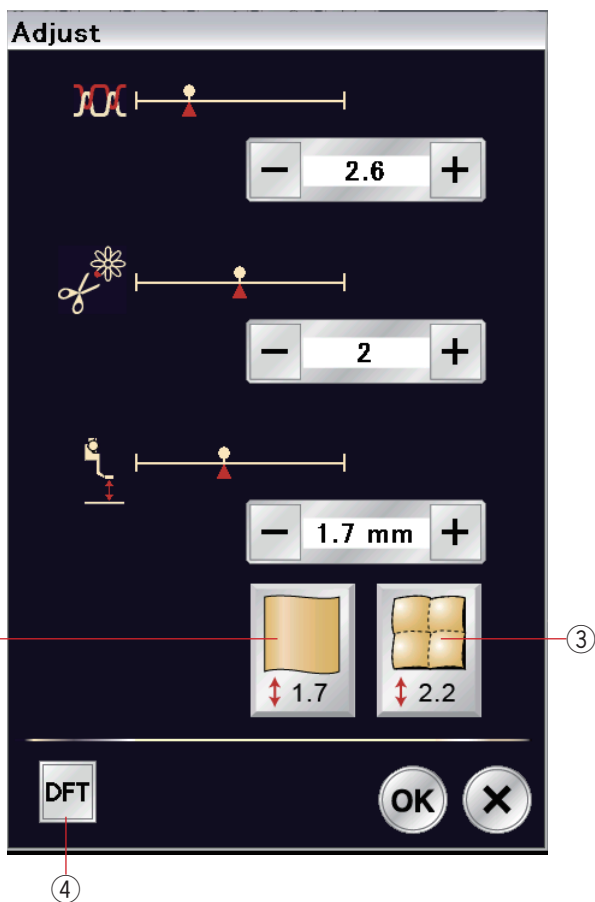 Adjust
− 2.6 +
− 2 +
− 1.7 mm +
1.7 2.2
③
DFT OK ×
④